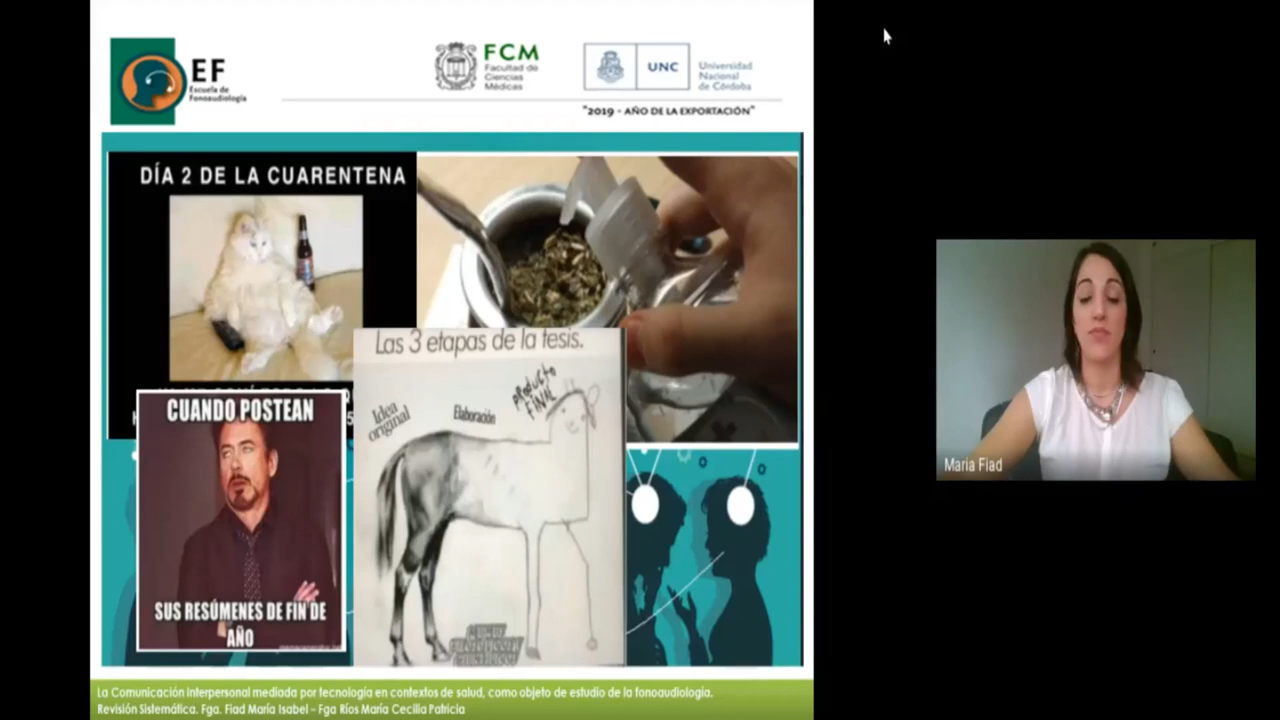 EF
Escuela de
Fonoaudiología
FCM
Facultad de
Ciencias
Médicas
UNC
Universidad
Nacional
de Córdoba
"2019 - AÑO DE LA EXPORTACIÓN"
DÍA 2 DE LA CUARENTENA
Las 3 etapas de la tesis.
Idea
original
Elaboración
PRODUCTO
FINAL
CUANDO POSTEAN
SUS RESÚMENES DE FIN DE
AÑO
Maria Fiad
La Comunicación Interpersonal mediada por tecnología en contextos de salud, como objeto de estudio de la fonoaudiología.
Revisión Sistemática. Fga. Fiad María Isabel – Fga Ríos María Cecilia Patricia